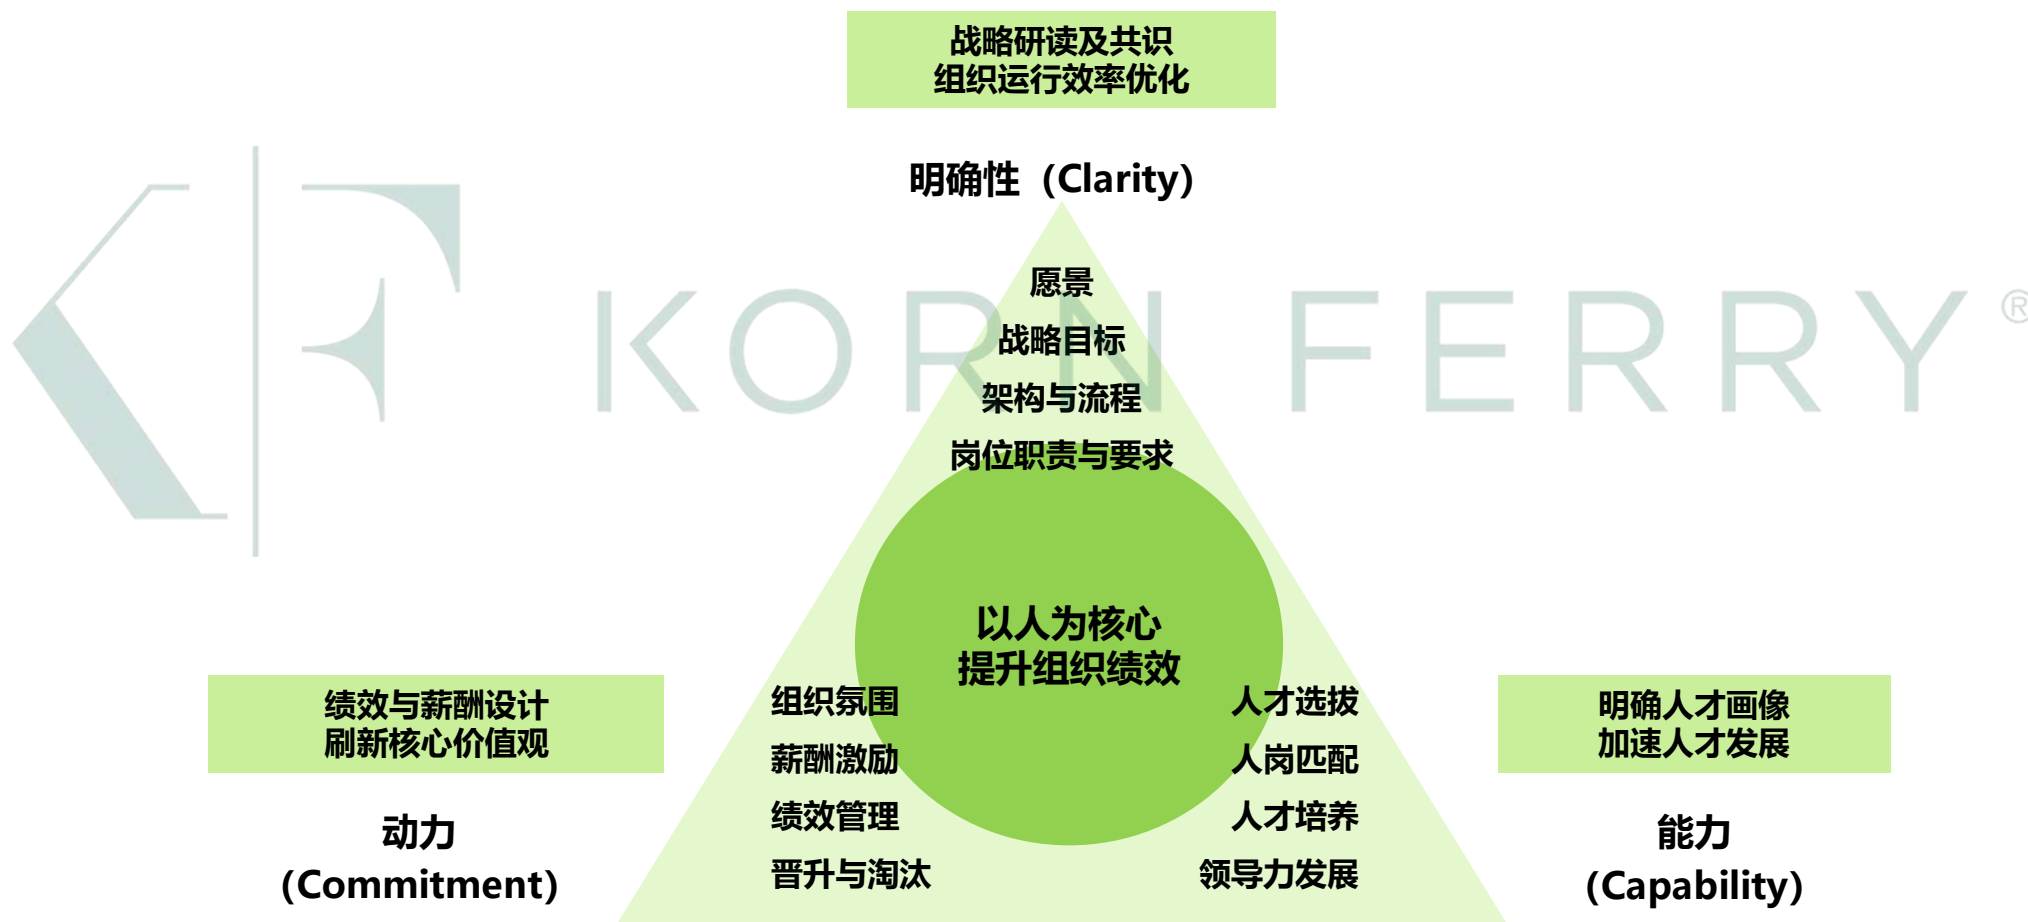 战略研读及共识
组织运行效率优化
明确性（Clarity）
KORN FERRY®
愿景
战略目标
架构与流程
岗位职责与要求
以人为核心
提升组织绩效
绩效与薪酬设计
刷新核心价值观
动力
（Commitment）
组织氛围
薪酬激励
绩效管理
晋升与淘汰
人才选拔
人岗匹配
人才培养
领导力发展
明确人才画像
加速人才发展
能力
（Capability）